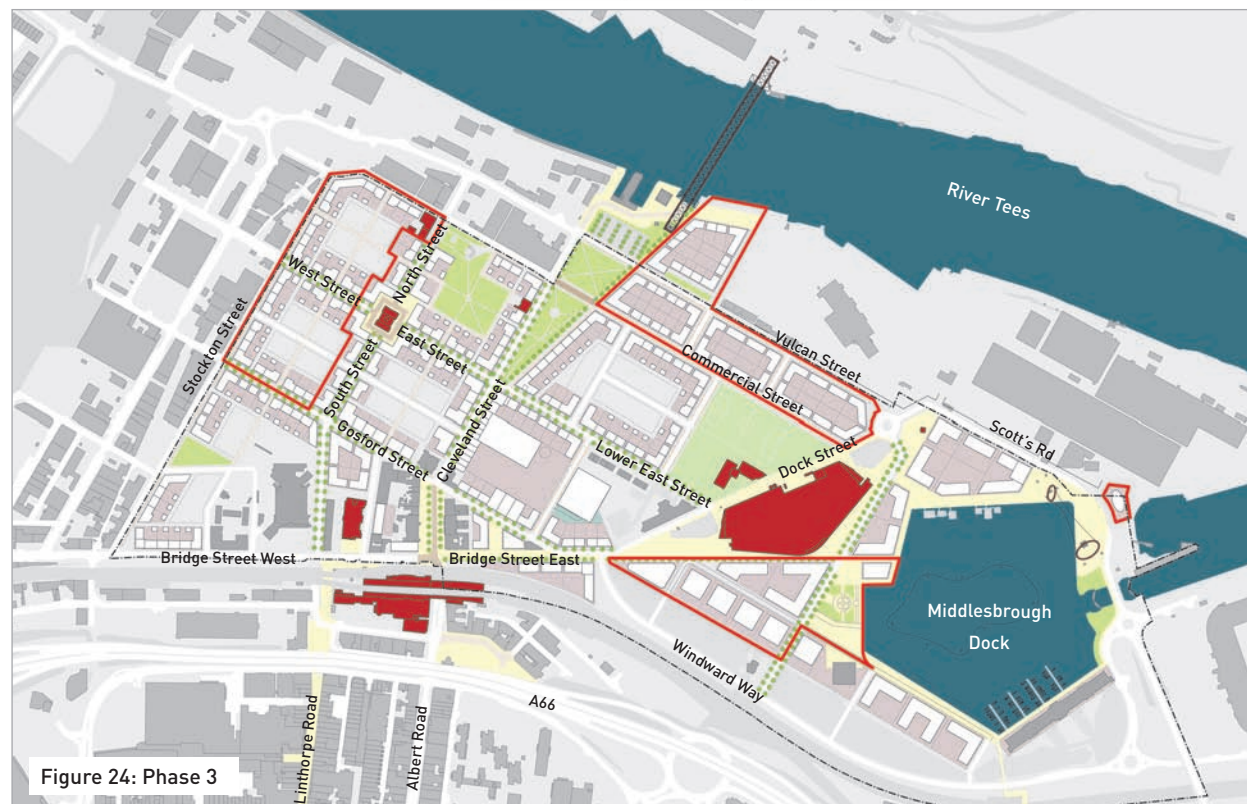 River Tees
North Street
West Street
Stockton Street
East Street
South Street
Vulcan Street
Commercial Street
Cleveland Street
Gosford Street
Scott's Rd
Dock Street
Lower East Street
Bridge Street West
Bridge Street East
Middlesbrough
Dock
Windward Way
A66
Linthorpe Road
Albert Road
Figure 24: Phase 3